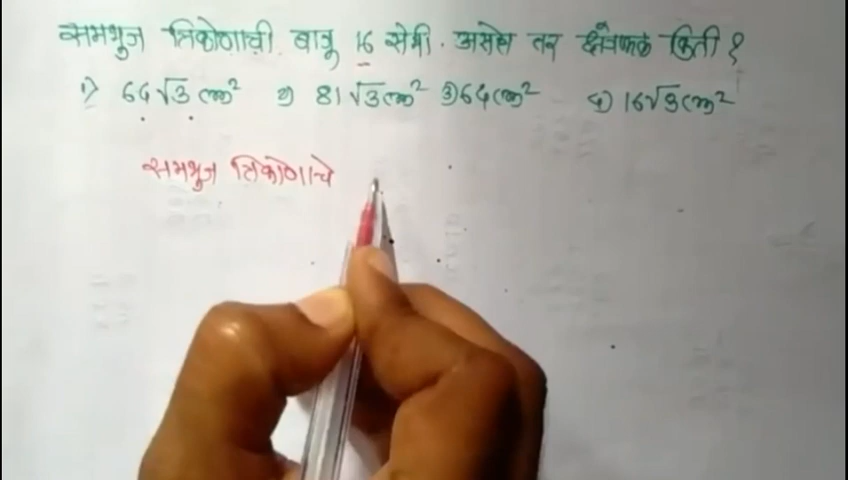 समभुज त्रिकोणाची बाजू 16 सेमी. असेल तर क्षेत्रफळ किती ?
1) 64√3 cm² 2) 81√3 cm² 3) 64 cm² 4) 16√3 cm²
समभुज त्रिकोणाचे